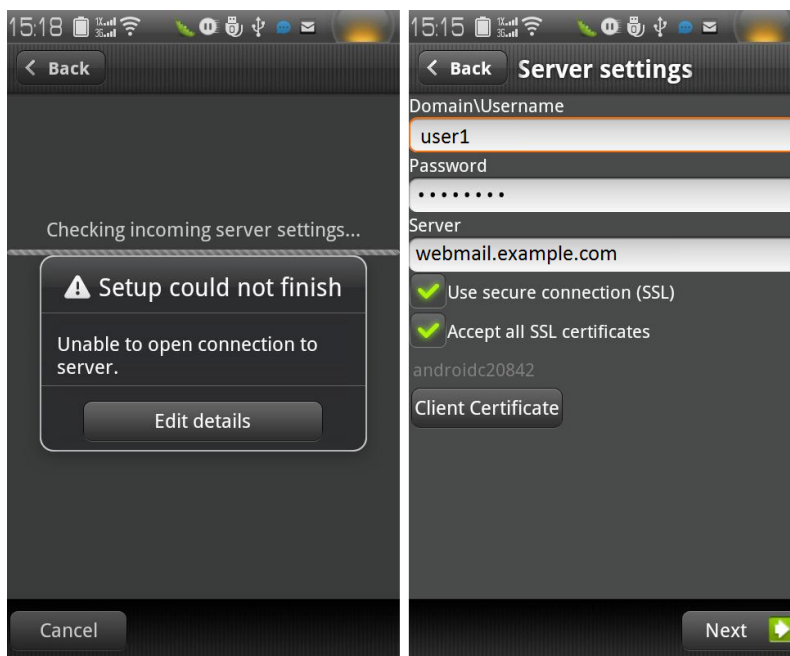 15:18
Back
Checking incoming server settings...
Setup could not finish
Unable to open connection to
server.
Edit details
Cancel
15:15
Back Server settings
Domain\Username
user1
Password
••••••••
Server
webmail.example.com
Use secure connection (SSL)
Accept all SSL certificates
androidc20842
Client Certificate
Next